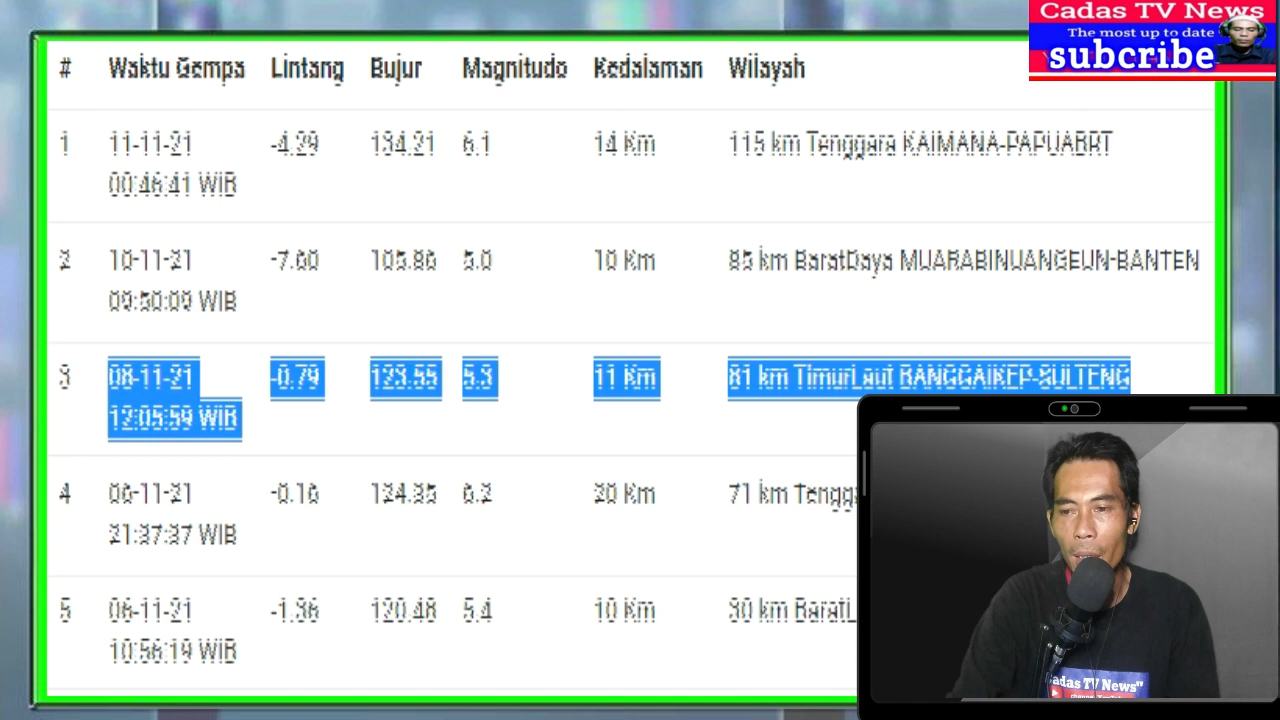 Cadas TV News
The most up to date
subcribe
# Waktu Gempa Lintang Bujur Magnitudo Kedalaman Wilayah
1 11-11-21 -4.29 134.21 6.1 14 Km 115 km Tenggara KAIMANA-PAPUABRT
00:46:41 WIB
2 10-11-21 -7.60 105.86 5.0 10 Km 85 km BaratDaya MUARABINUANGEUN-BANTEN
09:50:09 WIB
3 08-11-21 -0.79 123.55 5.3 11 Km 81 km TimurLaut BANGGAIKEP-SULTENG
12:05:59 WIB
4 06-11-21 -0.16 124.35 6.2 20 Km 71 km Tengg
21:37:37 WIB
5 06-11-21 -1.36 120.48 5.4 10 Km 30 km BaratL
10:56:19 WIB
adas TV News"